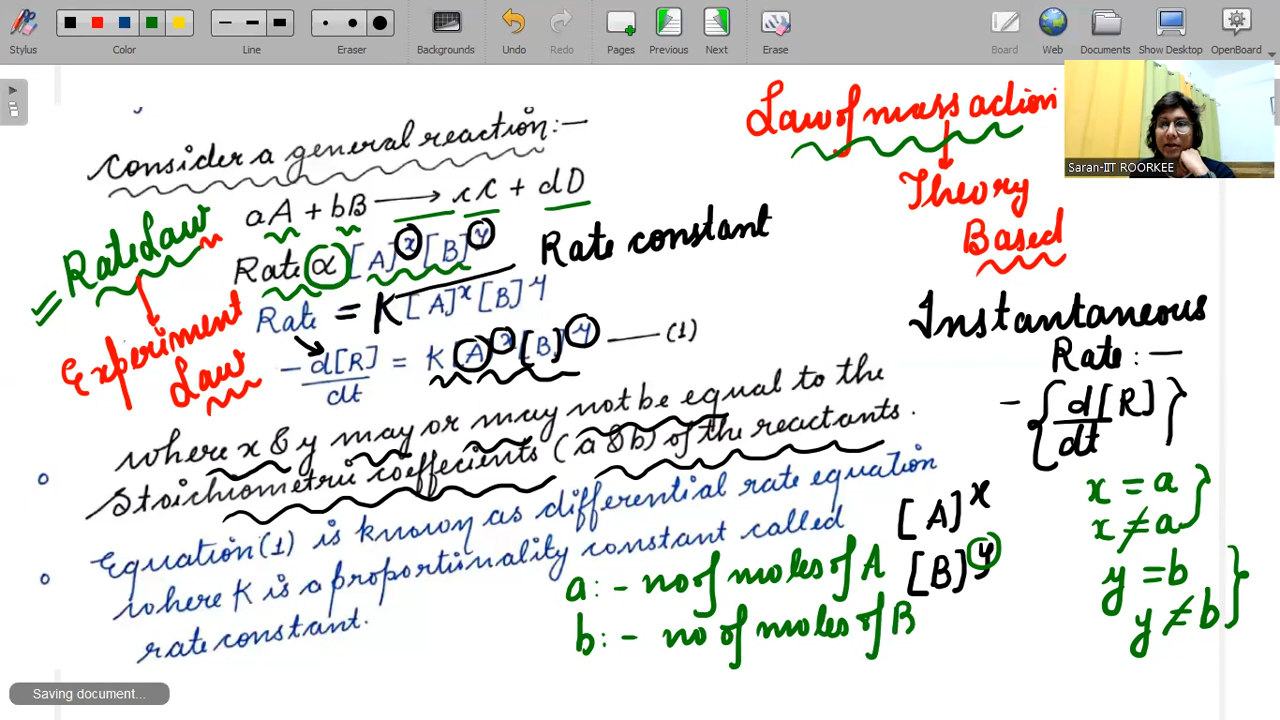 Stylus
Color
Line
Eraser
Backgrounds
Undo
Redo
Pages
Previous
Next
Erase
Board
Web
Documents
Show Desktop
OpenBoard
Saran-IIT ROORKEE
Law of mass action
Theory
Based
Consider a general reaction:-
aA + bB → cC + dD
Rate Law
Rate ∝ [A]^x [B]^y
Rate constant
Experiment
Law
Rate = K[A]^x [B]^y
-d[R]/dt = K[A]^x [B]^y —— (1)
Instantaneous
Rate:-
- {d[R]/dt}
where x & y may or may not be equal to the
Stoichiometric coeffecients (a & b) of the reactants.
Equation (1) is known as differential rate equation
where K is a proportionality constant called
rate constant.
[A]^x
[B]^y
a:- no of moles of A
b:- no of moles of B
x = a
x ≠ a
y = b
y ≠ b
Saving document...